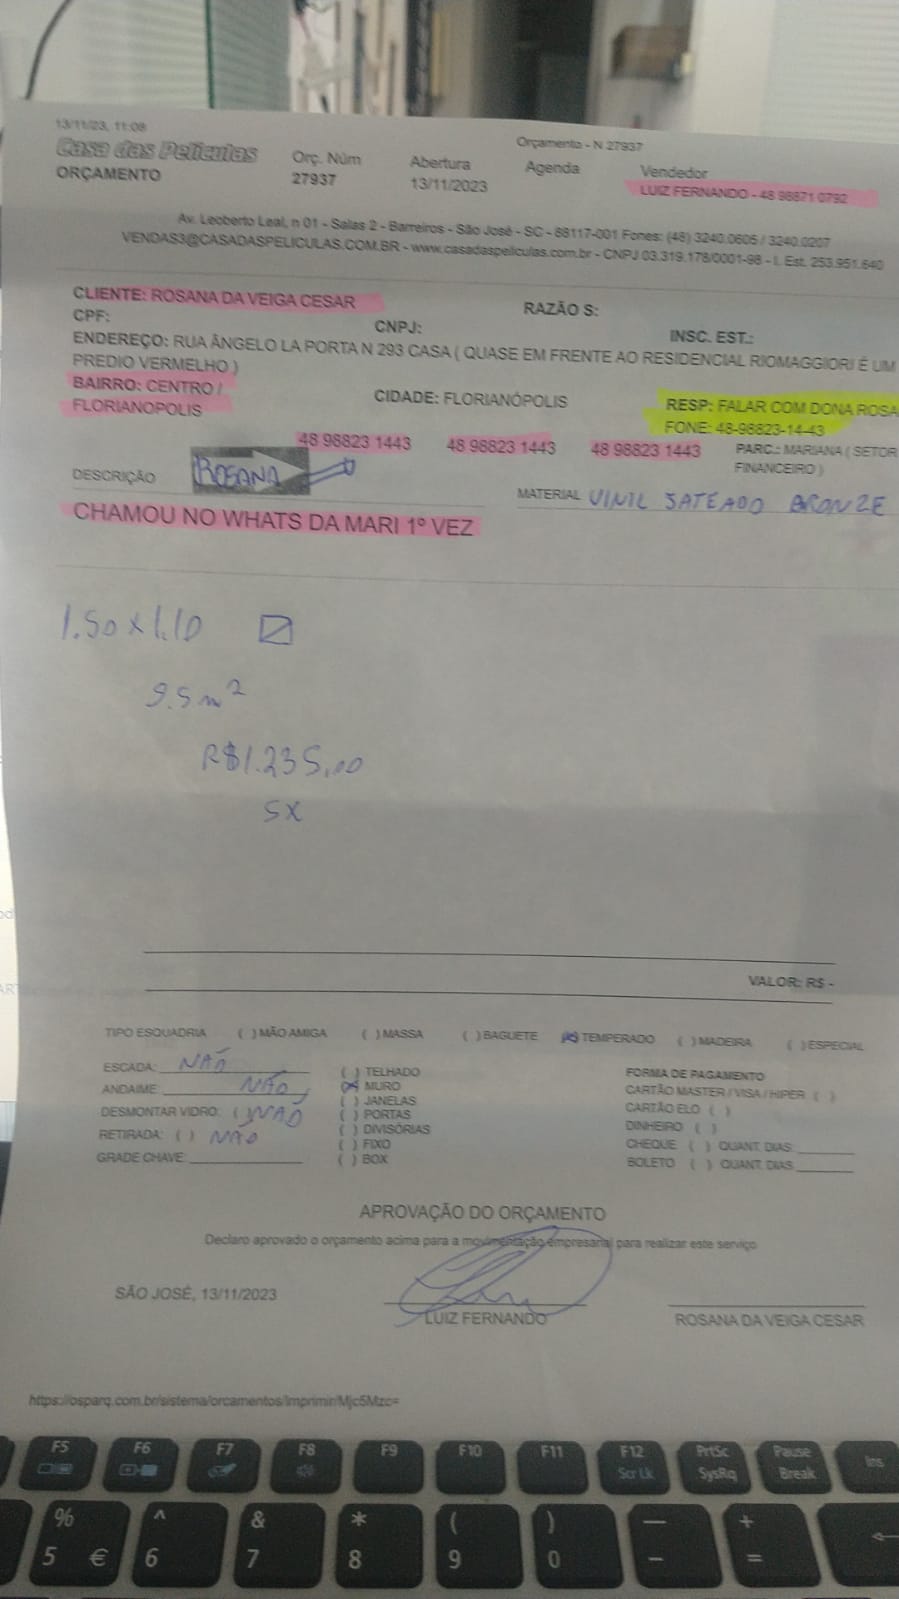 13/11/23, 11:08
Orçamento - N 27937
Casa das Películas
ORÇAMENTO
Orç. Núm
27937
Abertura
13/11/2023
Agenda
Vendedor
LUIZ FERNANDO - 48 98871 0792
Av. Leoberto Leal, n 01 - Salas 2 - Barreiros - São José - SC - 88117-001 Fones: (48) 3240.0605 / 3240.0207
VENDAS3@CASADASPELICULAS.COM.BR - www.casadaspeliculas.com.br - CNPJ 03.319.178/0001-98 - I. Est. 253.951.640
CLIENTE: ROSANA DA VEIGA CESAR
RAZÃO S:
CPF:
CNPJ:
INSC. EST.:
ENDEREÇO: RUA ÂNGELO LA PORTA N 293 CASA ( QUASE EM FRENTE AO RESIDENCIAL RIOMAGGIORI É UM
PREDIO VERMELHO )
BAIRRO: CENTRO /
FLORIANOPOLIS
CIDADE: FLORIANÓPOLIS
RESP: FALAR COM DONA ROSA
FONE: 48-98823-14-43
48 98823 1443 48 98823 1443 48 98823 1443
PARC.: MARIANA ( SETOR
FINANCEIRO )
DESCRIÇÃO ROSANA
MATERIAL VINIL SATEADO BRONZE
CHAMOU NO WHATS DA MARI 1º VEZ
1.50 x 1.10
9.5 m²
R$1.235,00
5X
VALOR: R$ -
TIPO ESQUADRIA ( ) MÃO AMIGA ( ) MASSA ( ) BAGUETE (X) TEMPERADO ( ) MADEIRA ( ) ESPECIAL
ESCADA: NÃO
ANDAIME: NÃO
DESMONTAR VIDRO: ( ) NÃO
RETIRADA: ( ) NÃO
GRADE CHAVE:
( ) TELHADO
(X) MURO
( ) JANELAS
( ) PORTAS
( ) DIVISÓRIAS
( ) FIXO
( ) BOX
FORMA DE PAGAMENTO
CARTÃO MASTER / VISA / HIPER ( )
CARTÃO ELO ( )
DINHEIRO ( )
CHEQUE ( ) QUANT. DIAS:
BOLETO ( ) QUANT. DIAS
APROVAÇÃO DO ORÇAMENTO
Declaro aprovado o orçamento acima para a movimentação empresarial para realizar este serviço
SÃO JOSÉ, 13/11/2023
LUIZ FERNANDO
ROSANA DA VEIGA CESAR
https://osparq.com.br/sistema/orcamentos/Imprimir/Mjc5Mzc=
F5 F6 F7 F8 F9 F10 F11 F12 PrtSc Pause Ins
Scr Lk SysRq Break
% ^ & * ( ) — +
5 € 6 7 8 9 0 - =